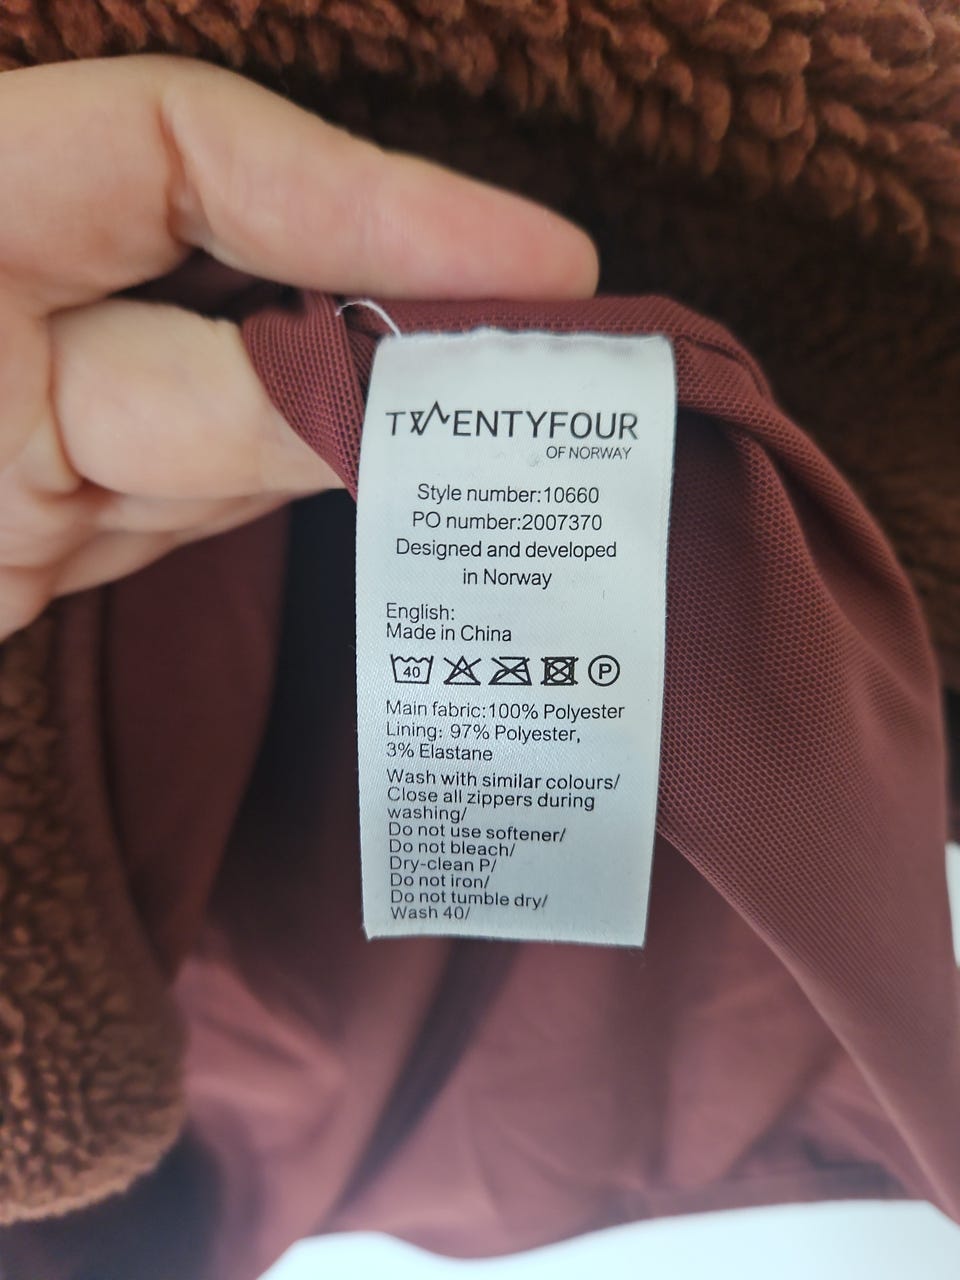 TWENTYFOUR
OF NORWAY
Style number:10660
PO number:2007370
Designed and developed
in Norway
English:
Made in China
40 P
Main fabric:100% Polyester
Lining: 97% Polyester,
3% Elastane
Wash with similar colours/
Close all zippers during
washing/
Do not use softener/
Do not bleach/
Dry-clean P/
Do not iron/
Do not tumble dry/
Wash 40/